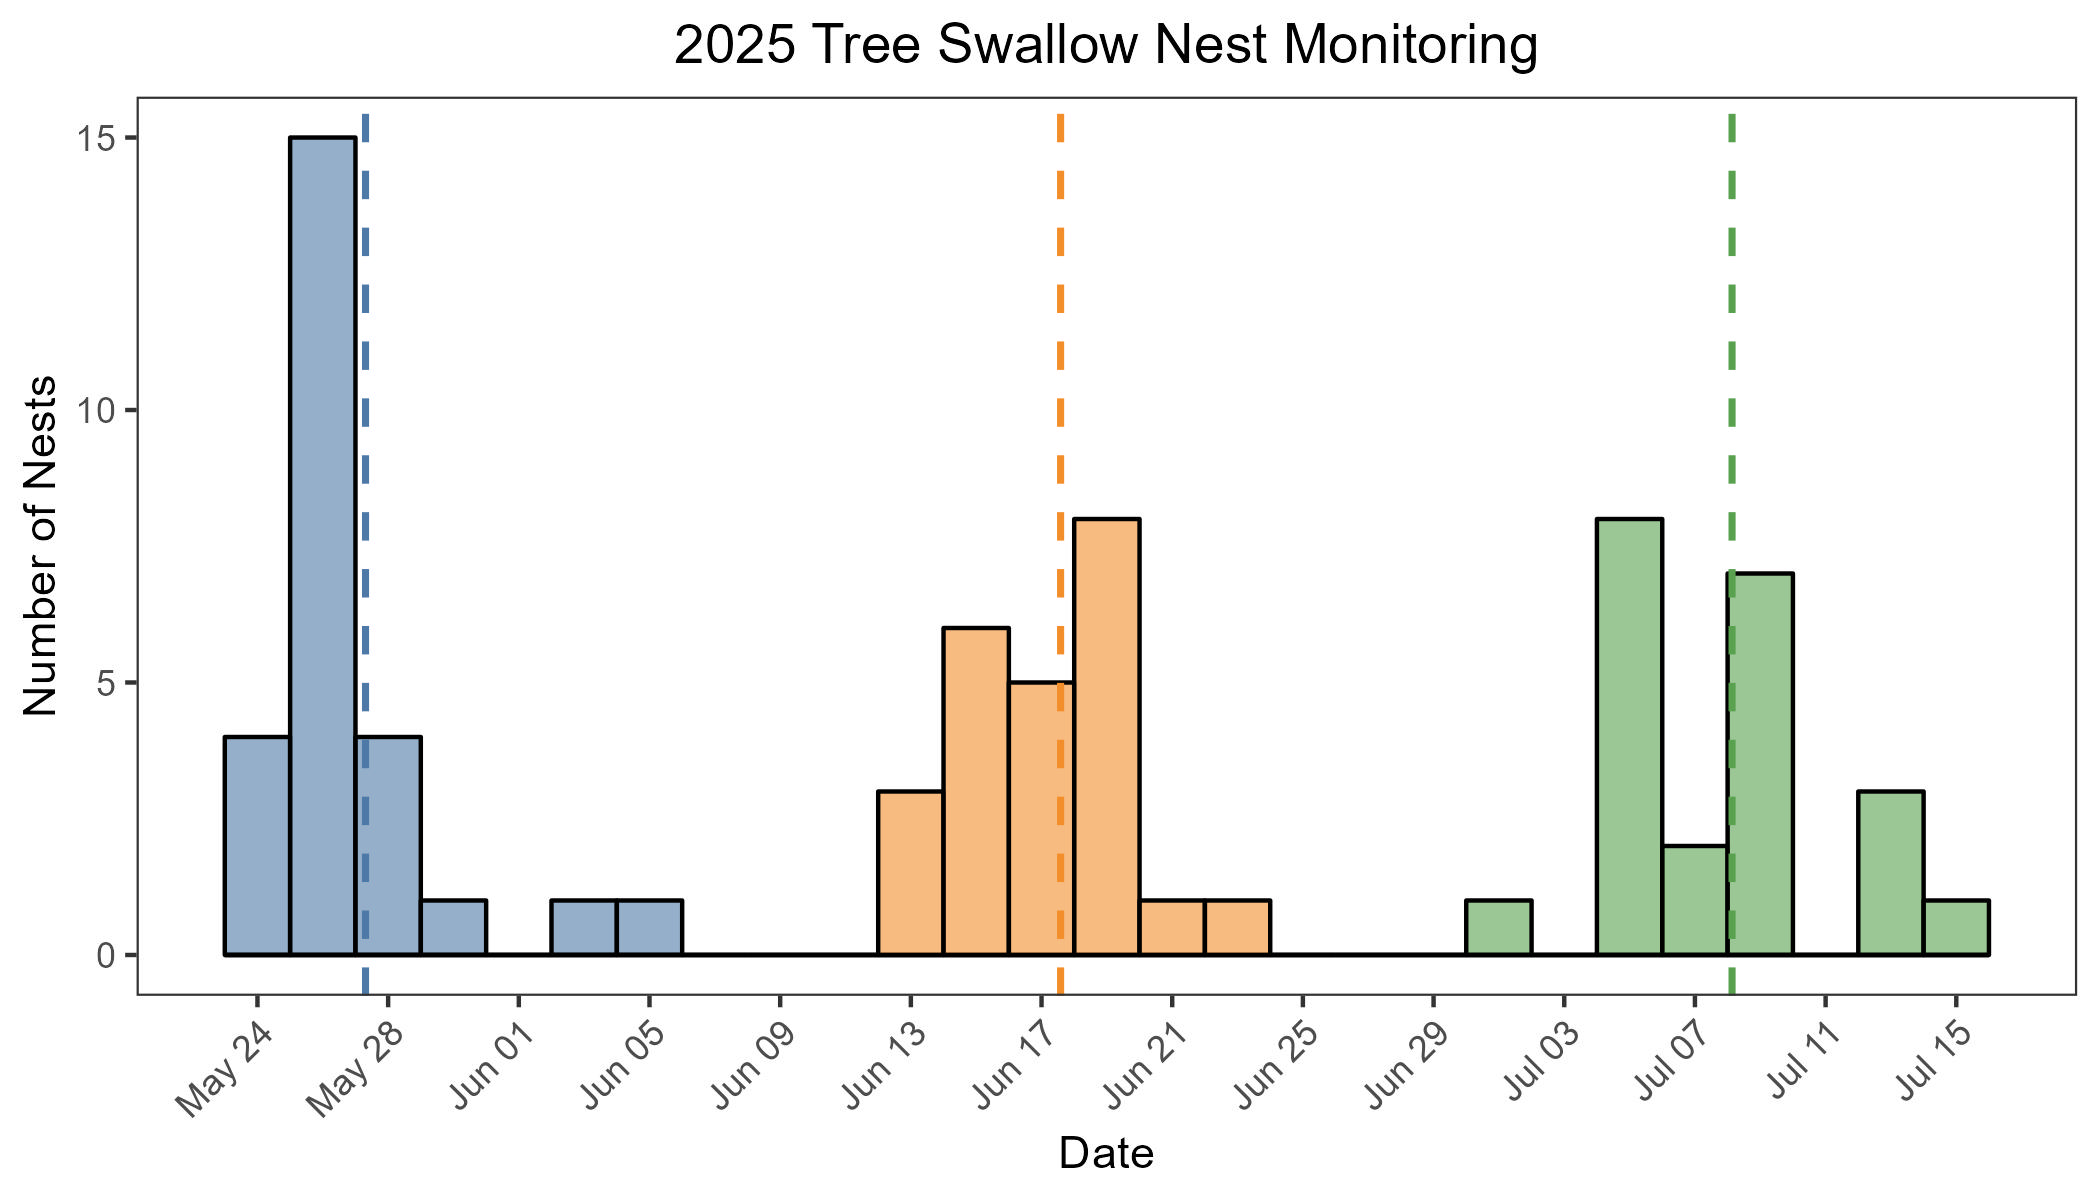 2025 Tree Swallow Nest Monitoring
Number of Nests
15
10
5
0
May 24
May 28
Jun 01
Jun 05
Jun 09
Jun 13
Jun 17
Jun 21
Jun 25
Jun 29
Jul 03
Jul 07
Jul 11
Jul 15
Date